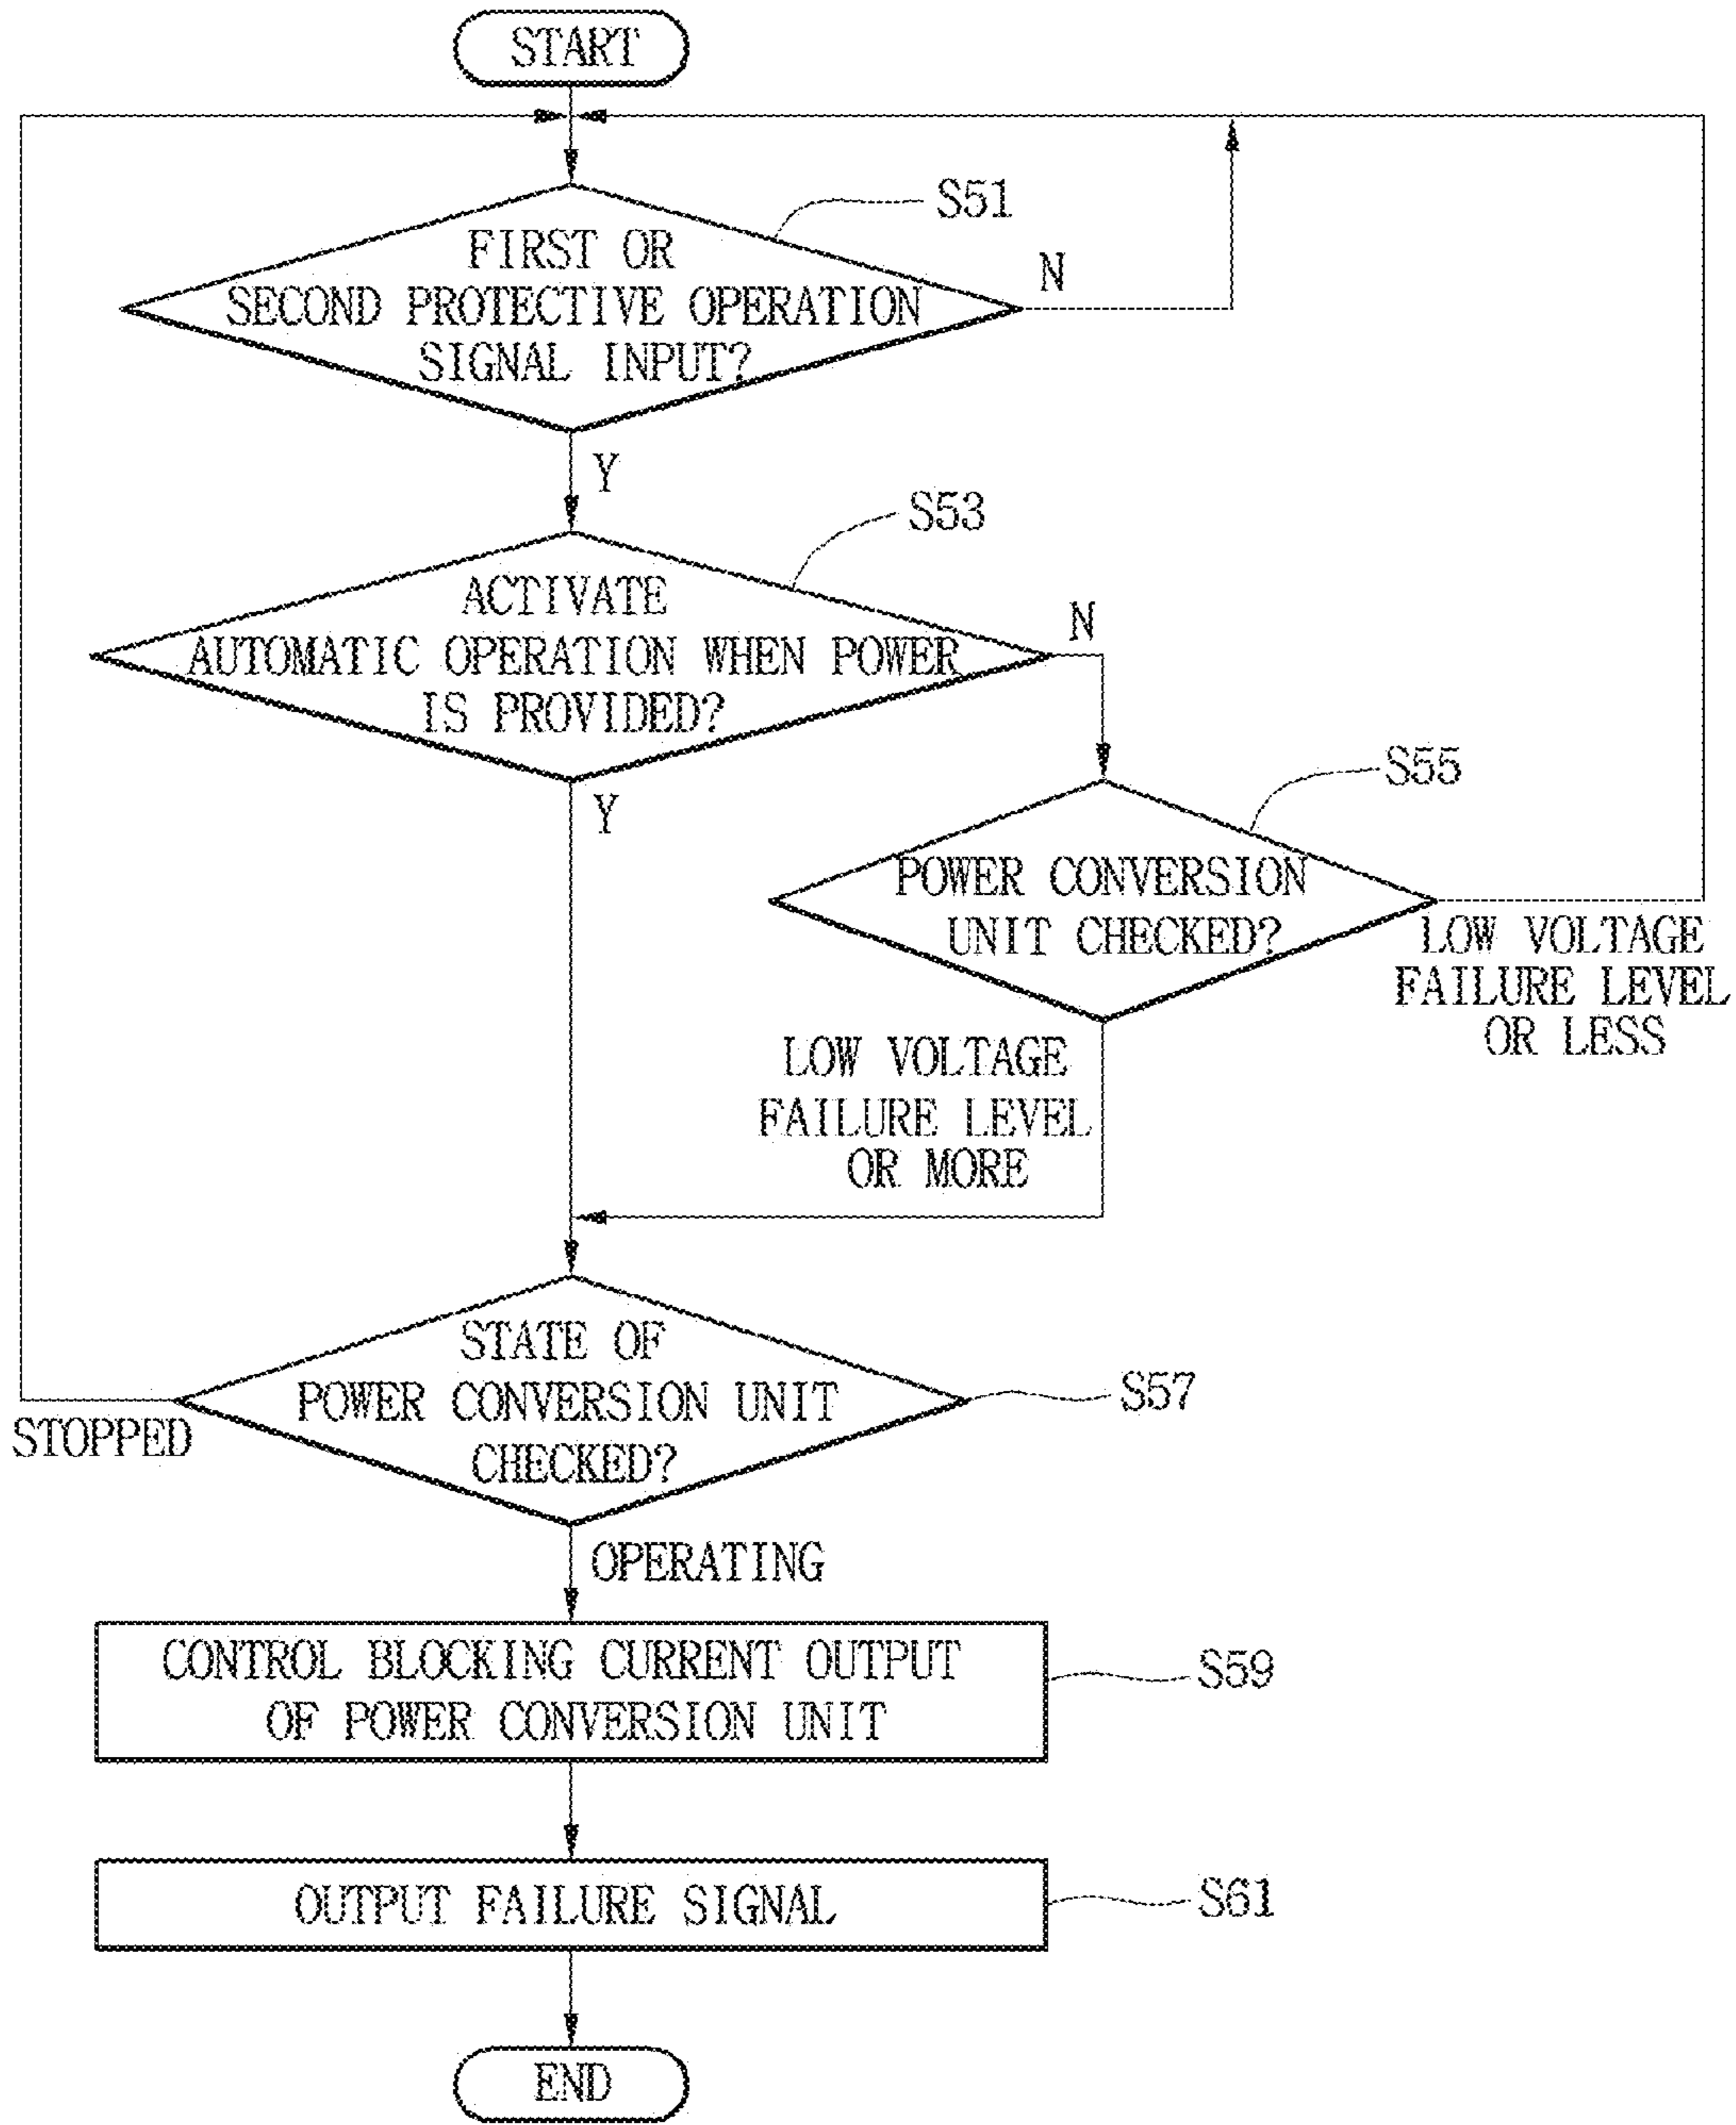 START
S51
FIRST OR
SECOND PROTECTIVE OPERATION
SIGNAL INPUT?
N
Y
S53
ACTIVATE
AUTOMATIC OPERATION WHEN POWER
IS PROVIDED?
N
Y
S55
POWER CONVERSION
UNIT CHECKED?
LOW VOLTAGE
FAILURE LEVEL
OR LESS
LOW VOLTAGE
FAILURE LEVEL
OR MORE
STATE OF
POWER CONVERSION UNIT
CHECKED?
S57
STOPPED
OPERATING
CONTROL BLOCKING CURRENT OUTPUT
OF POWER CONVERSION UNIT
S59
OUTPUT FAILURE SIGNAL
S61
END